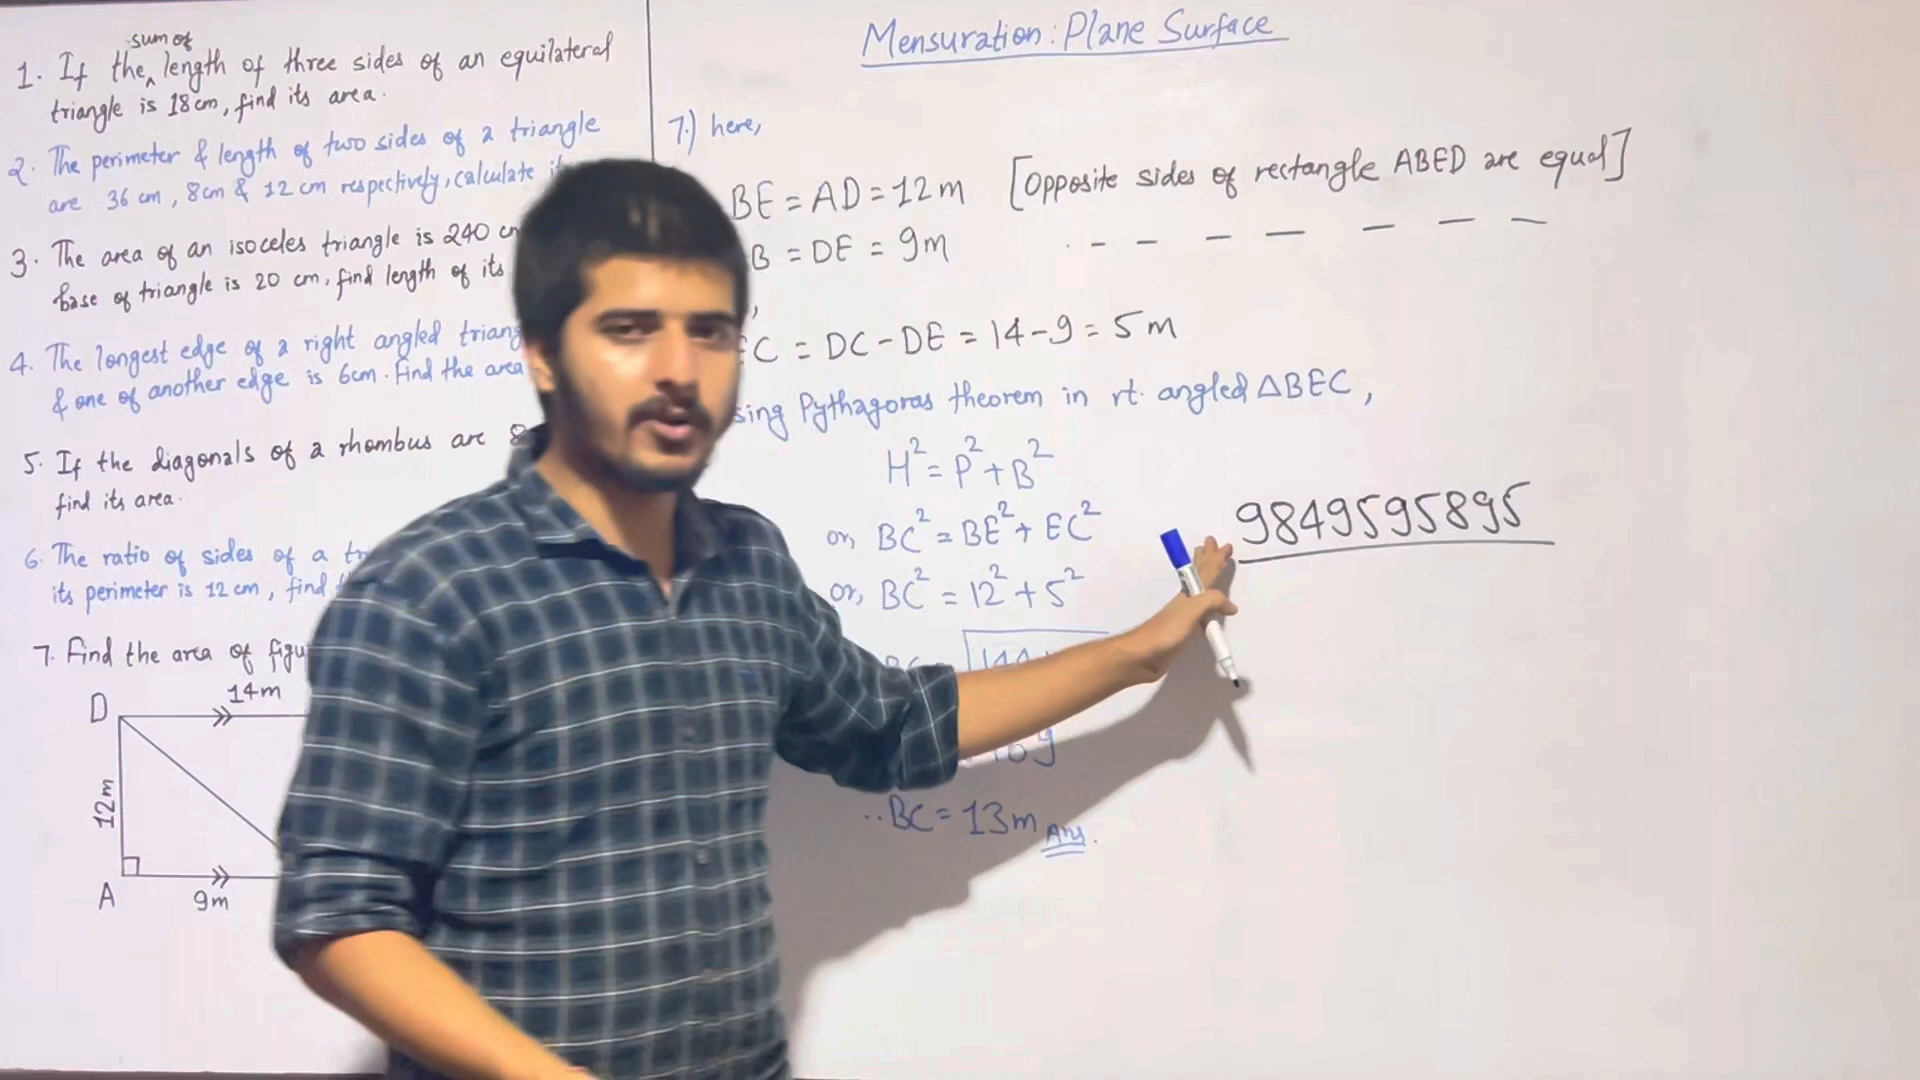 sum of
1. If the ^ length of three sides of an equilateral
triangle is 18cm, find its area.
2. The perimeter & length of two sides of a triangle
are 36 cm, 8cm & 12 cm respectively, calculate
3. The area of an isoceles triangle is 240
base of triangle is 20 cm, find length of its
4. The longest edge of a right angled
& one of another edge is 6cm. Find the area
5. If the diagonals of a rhombus are 8
find its area.
6. The ratio of sides of a
its perimeter is 12 cm, find
7. Find the area of
14m
D
12m
A
9m
Mensuration: Plane Surface
7.) here,
BE = AD = 12m [Opposite sides of rectangle ABED are equal]
B = DE = 9m
C = DC - DE = 14 - 9 = 5m
Pythagoras theorem in rt. angled ΔBEC,
H² = P² + B²
or, BC² = BE² + EC²
or, BC² = 12² + 5²
9849595895
∴ BC = 13m Ans.